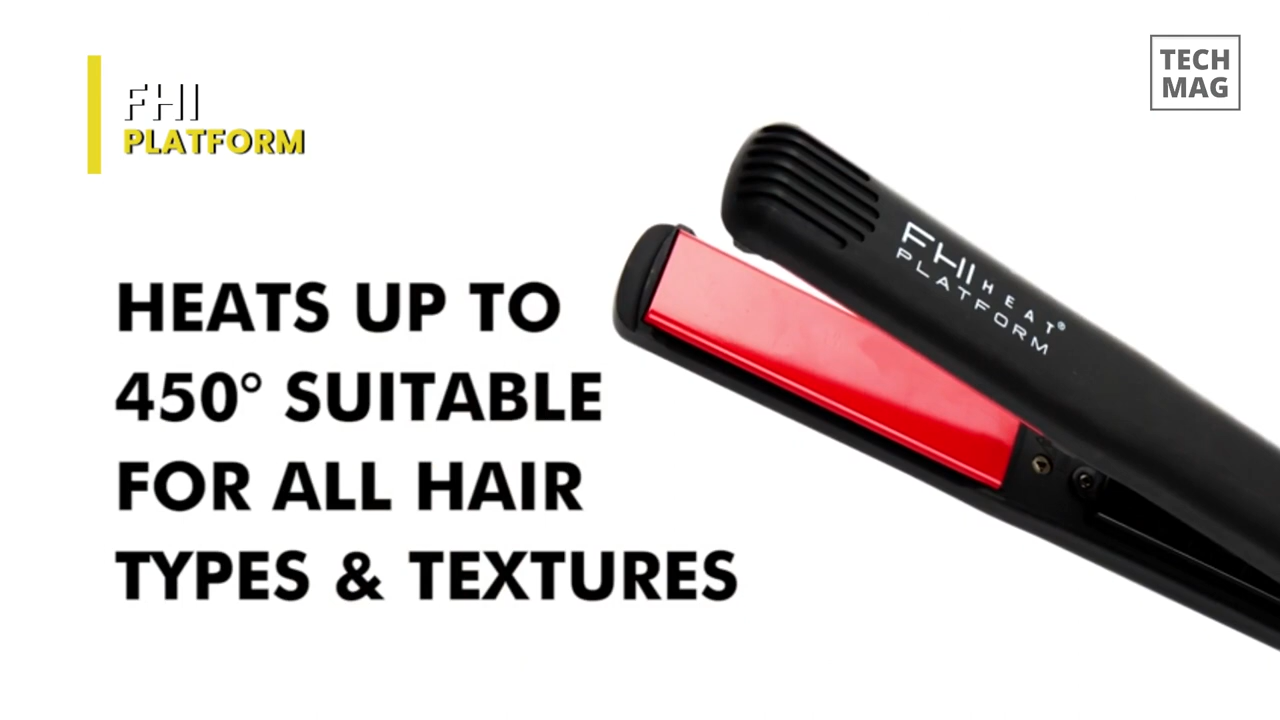 FHI
PLATFORM
TECH
MAG
HEATS UP TO
450° SUITABLE
FOR ALL HAIR
TYPES & TEXTURES
FHI HEAT®
PLATFORM